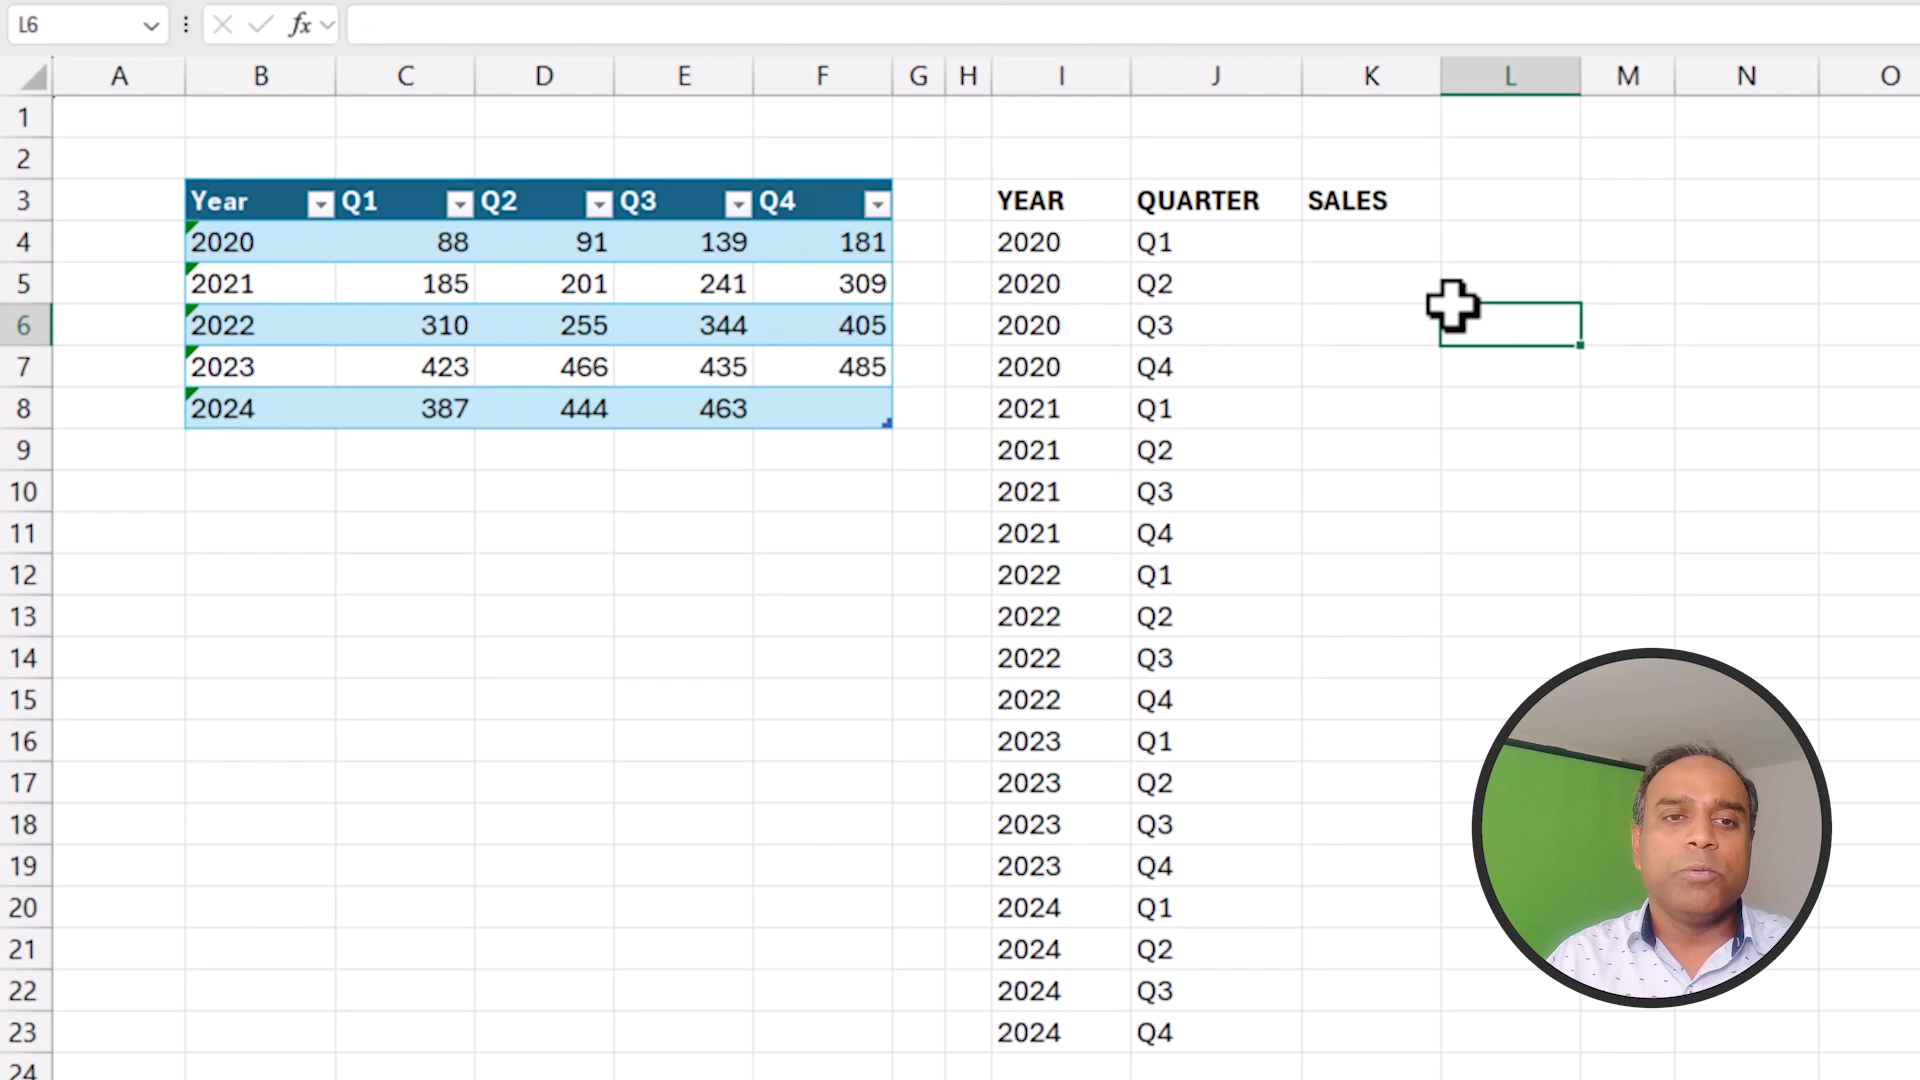 L6 fx
A B C D E F G H I J K L M N O
1
2
3 Year Q1 Q2 Q3 Q4 YEAR QUARTER SALES
4 2020 88 91 139 181 2020 Q1
5 2021 185 201 241 309 2020 Q2
6 2022 310 255 344 405 2020 Q3
7 2023 423 466 435 485 2020 Q4
8 2024 387 444 463 2021 Q1
9 2021 Q2
10 2021 Q3
11 2021 Q4
12 2022 Q1
13 2022 Q2
14 2022 Q3
15 2022 Q4
16 2023 Q1
17 2023 Q2
18 2023 Q3
19 2023 Q4
20 2024 Q1
21 2024 Q2
22 2024 Q3
23 2024 Q4
24